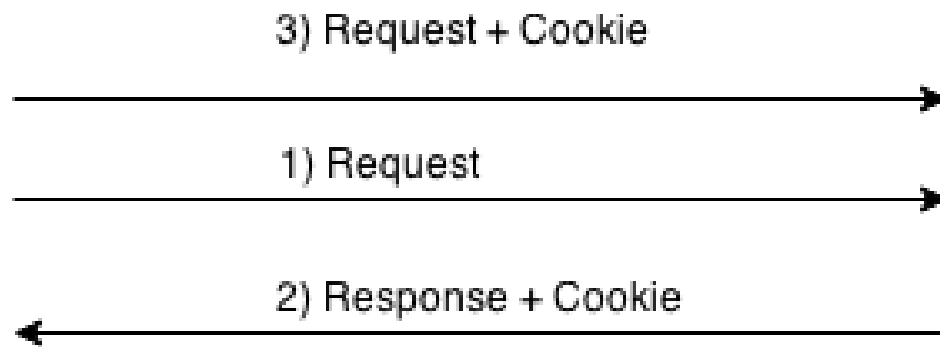 3) Request + Cookie
1) Request
2) Response + Cookie